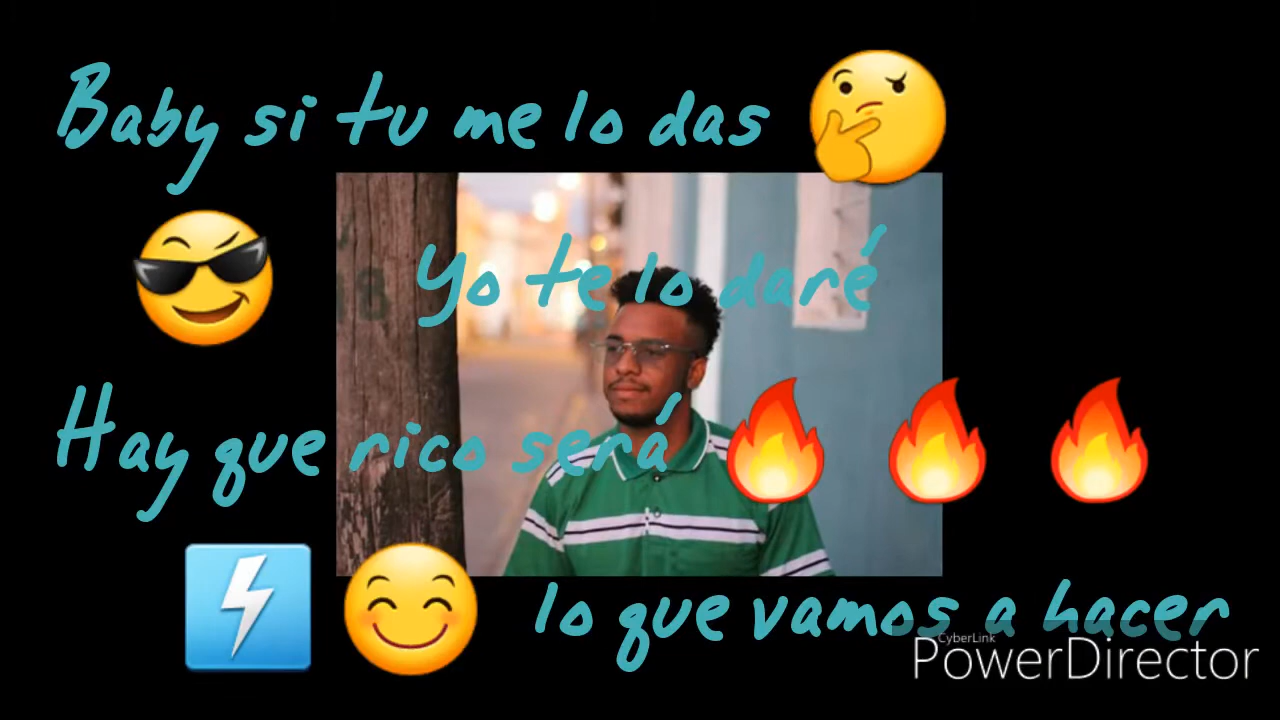 Baby si tu me lo das
Yo te lo daré
Hay que rico será
lo que vamos a hacer
CyberLink
PowerDirector